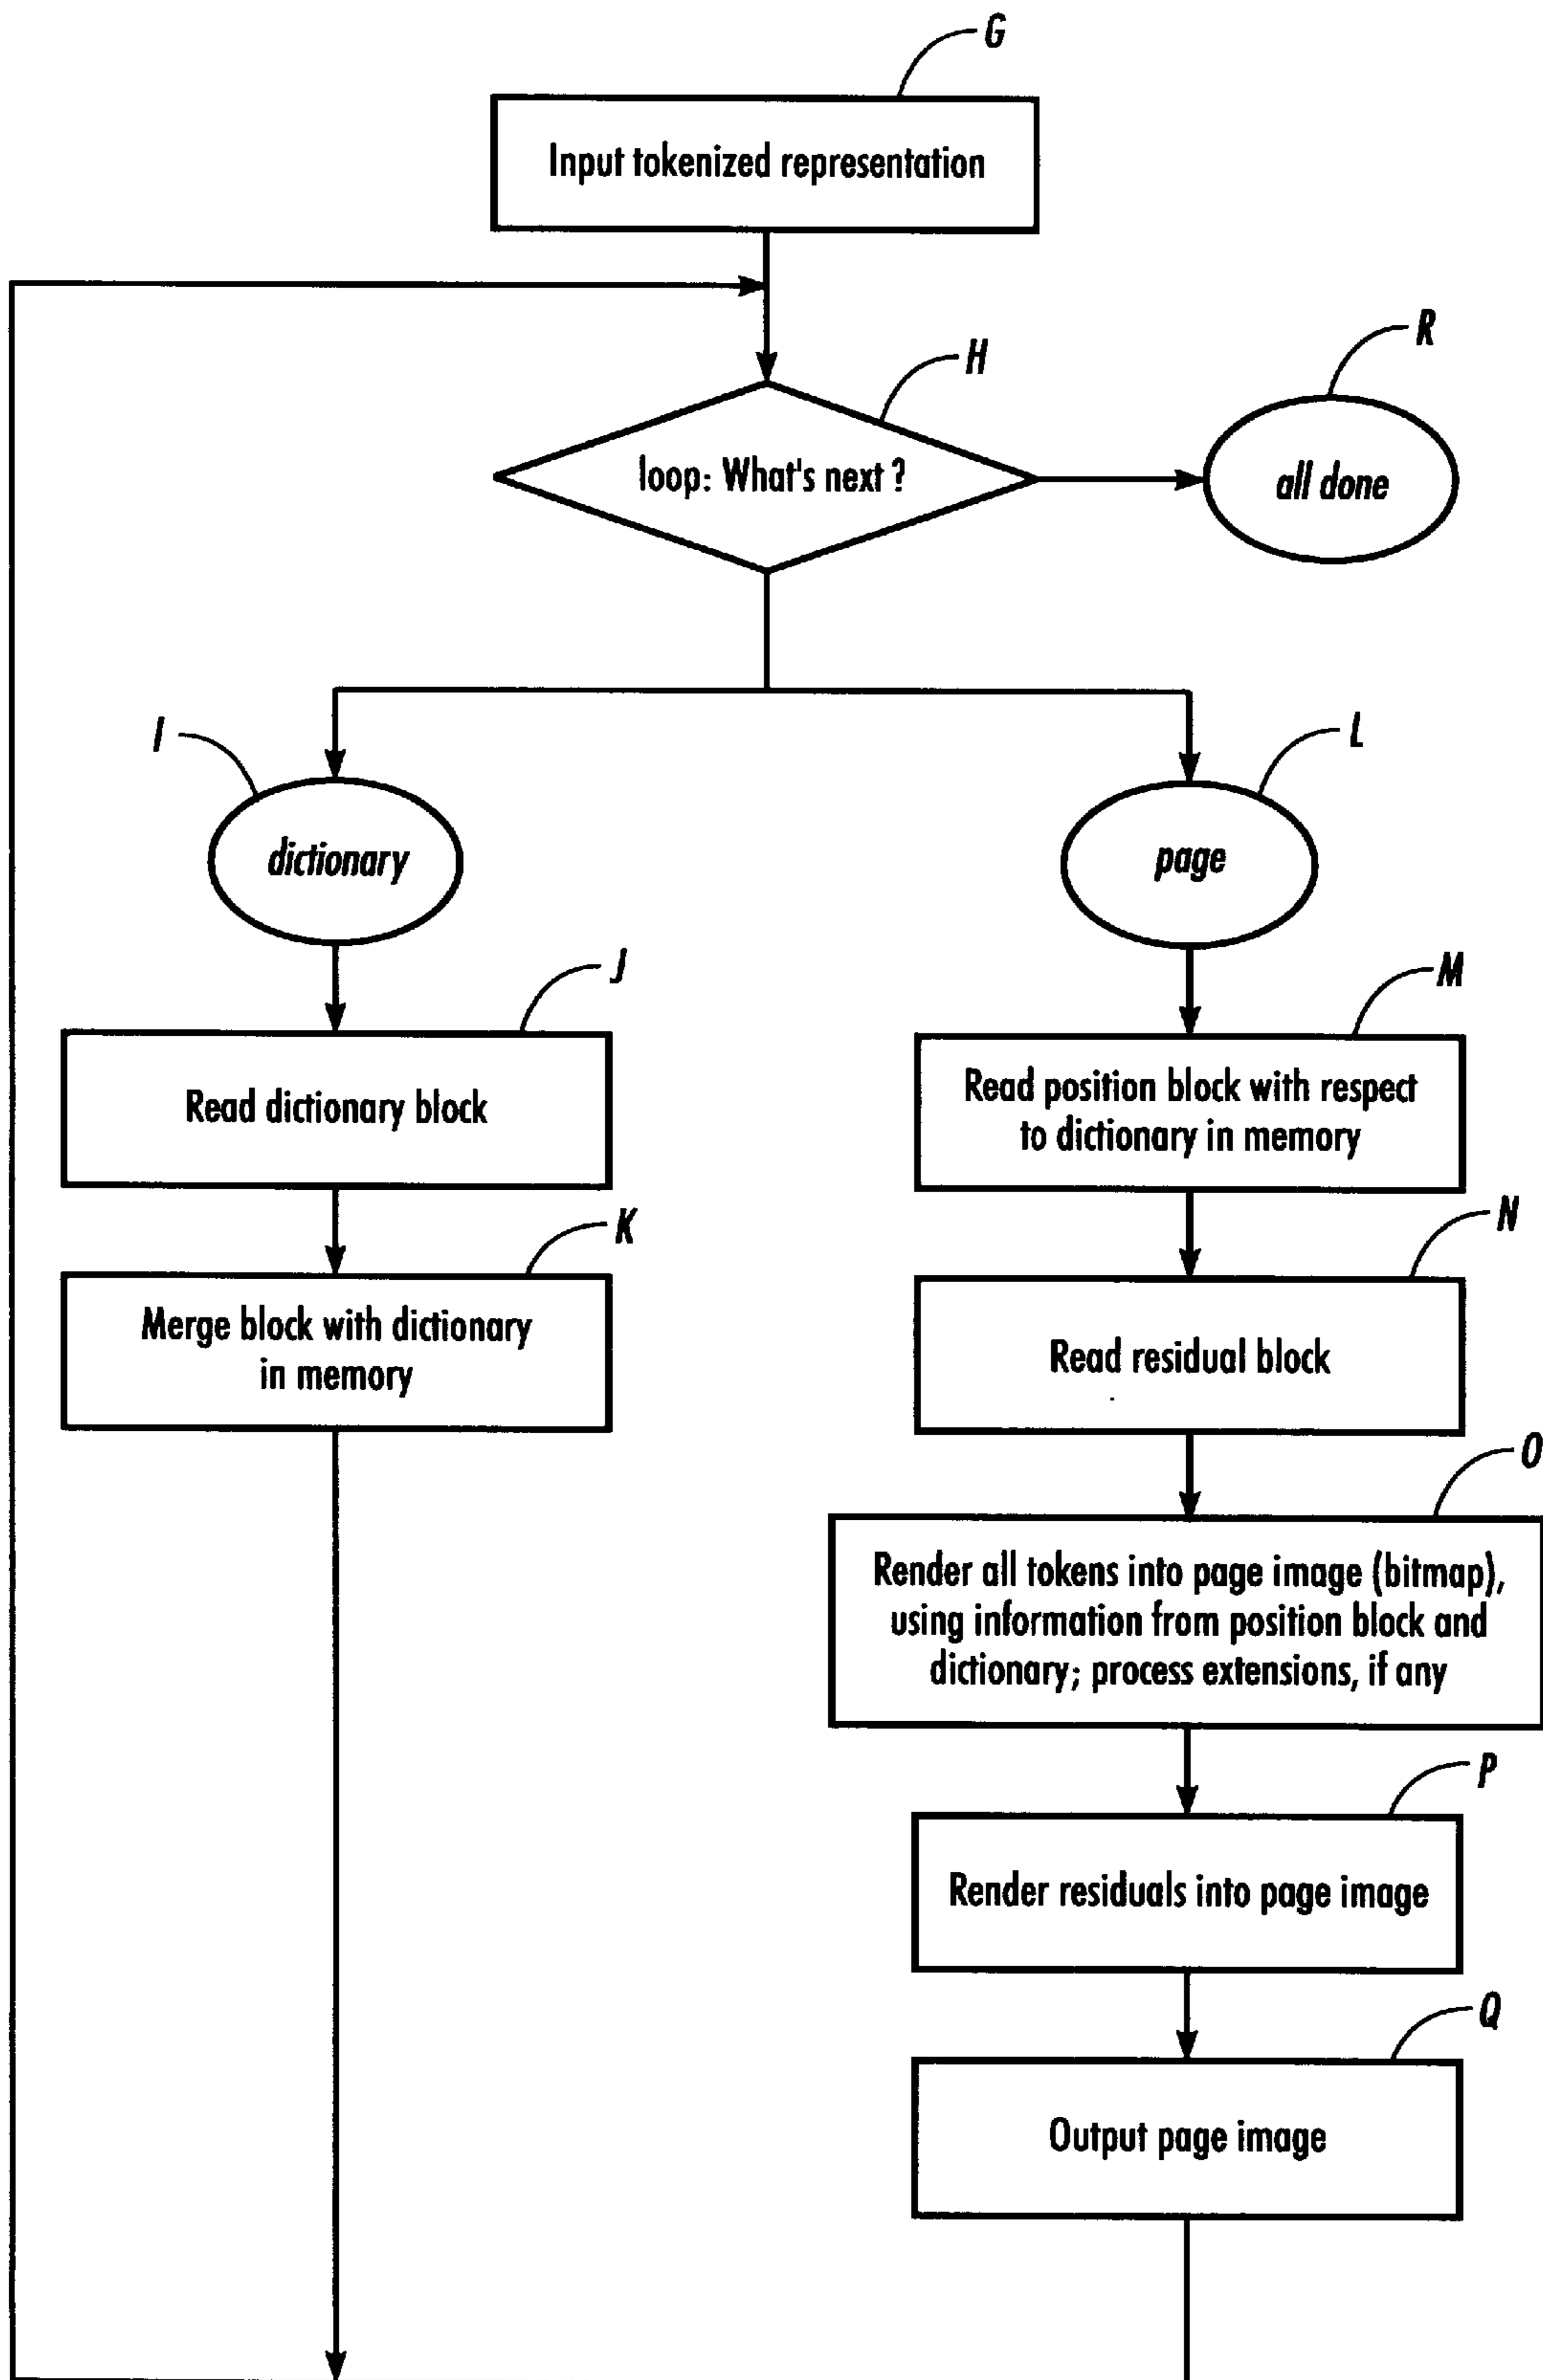 G
Input tokenized representation
H
R
loop: What's next ?
all done
I
L
dictionary
page
J
M
Read dictionary block
Read position block with respect
to dictionary in memory
K
N
Merge block with dictionary
in memory
Read residual block
O
Render all tokens into page image (bitmap),
using information from position block and
dictionary; process extensions, if any
P
Render residuals into page image
Q
Output page image